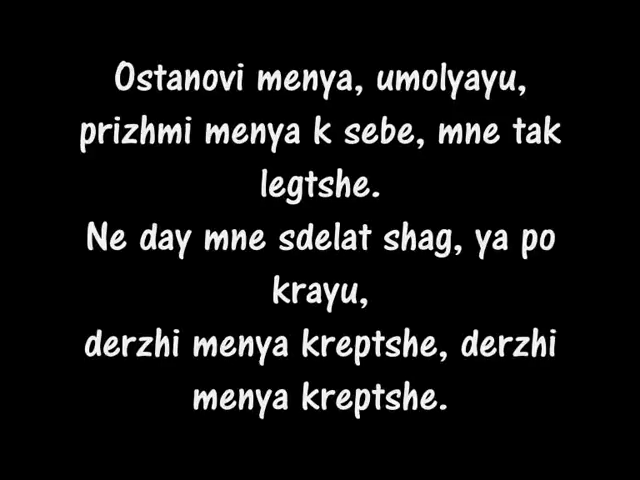 Ostanovi menya, umolyayu,
prizhmi menya k sebe, mne tak
legtshe.
Ne day mne sdelat shag, ya po
krayu,
derzhi menya kreptshe, derzhi
menya kreptshe.